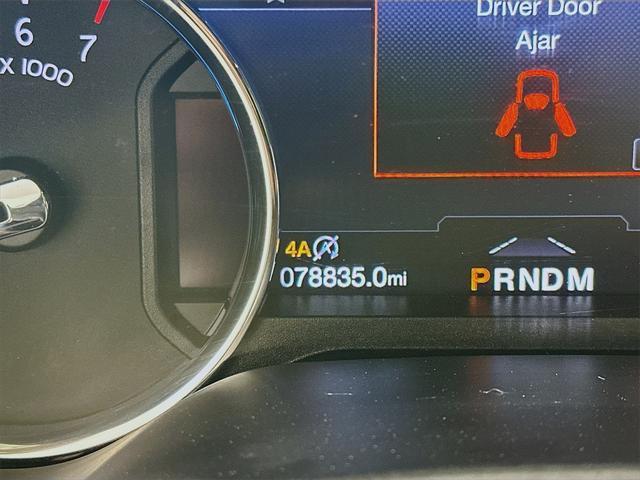 Driver Door
Ajar
6
7
X 1000
4A
078835.0mi
PRNDM